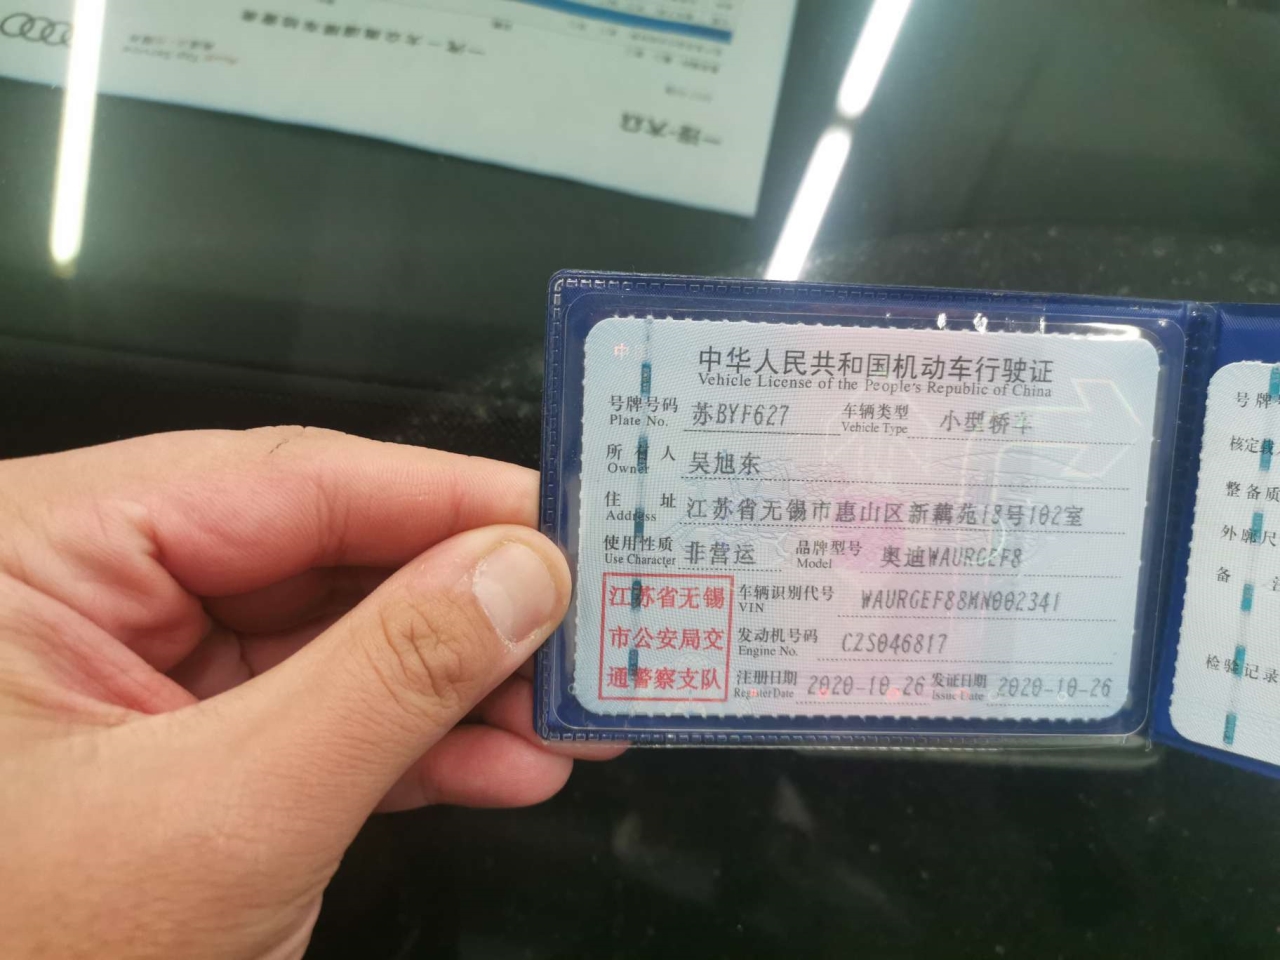 中华人民共和国机动车行驶证
Vehicle License of the People's Republic of China
号牌号码 苏BYF627 车辆类型 小型轿车
Plate No. Vehicle Type
所有人 吴旭东
Owner
住址 江苏省无锡市惠山区新藕苑18号102室
Address
使用性质 非营运 品牌型号 奥迪WAURGEF8
Use Character Model
江苏省无锡
市公安局交
通警察支队
车辆识别代号 WAURGEF88MN002341
VIN
发动机号码 CZS046817
Engine No.
注册日期 2020-10-26 发证日期 2020-10-26
Register Date Issue Date
号牌
核定载
整备质
外廓尺
备
检验记录